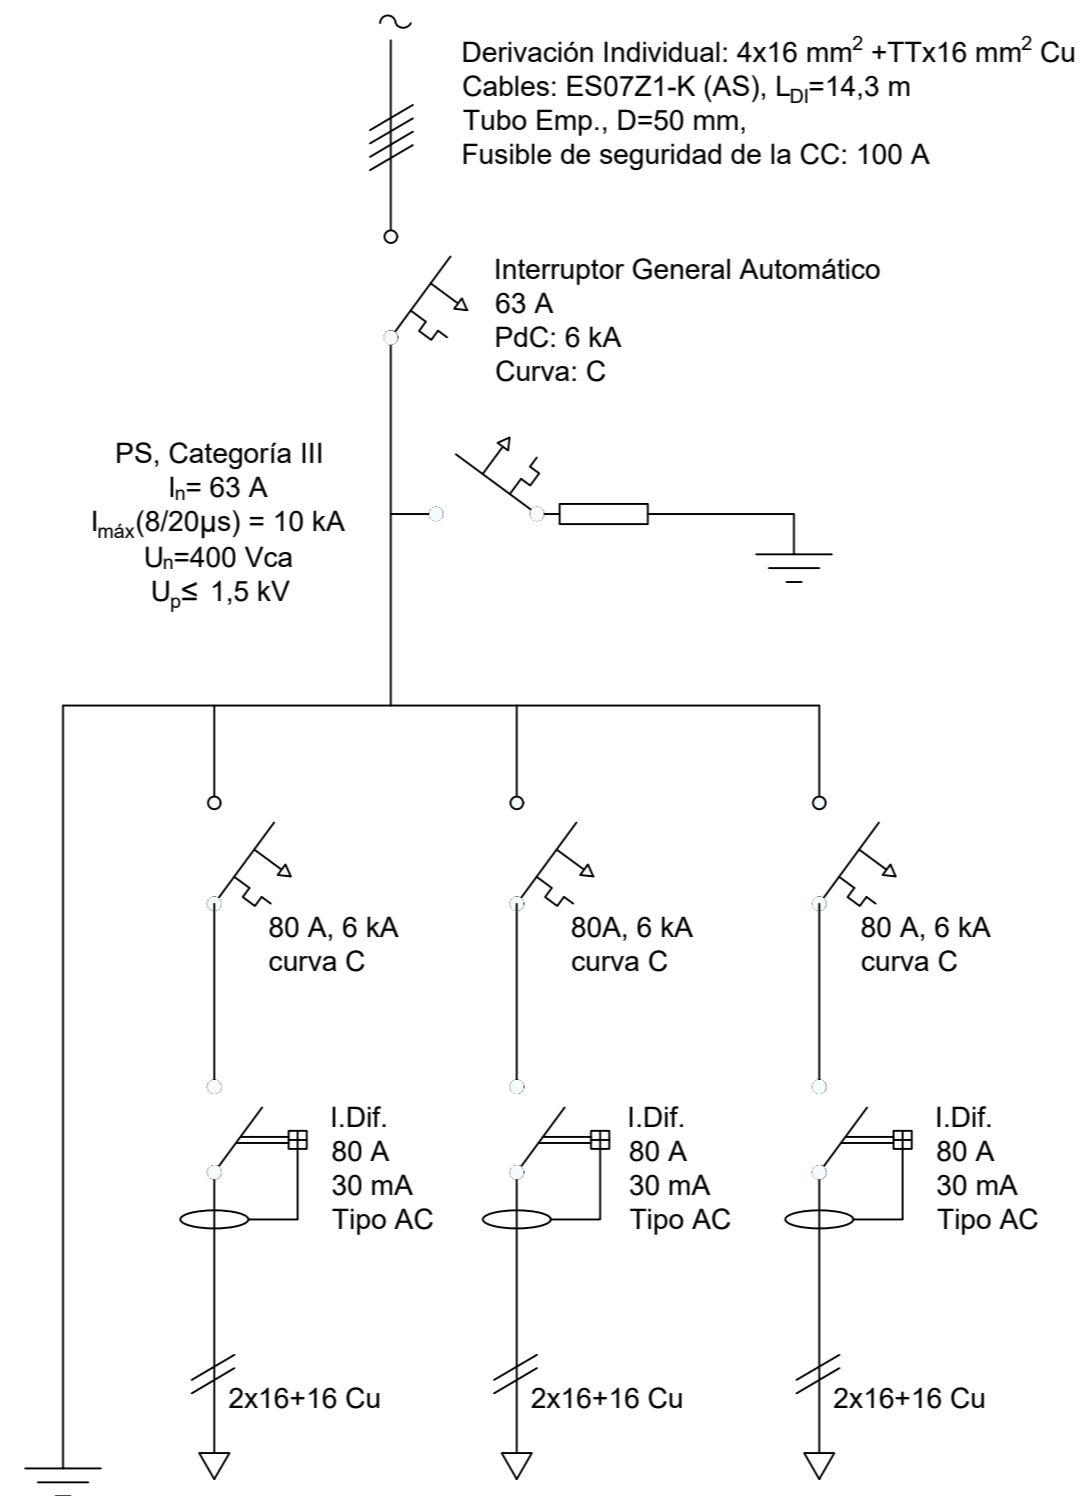 Derivación Individual: 4x16 mm² +TTx16 mm² Cu
Cables: ES07Z1-K (AS), L_DI=14,3 m
Tubo Emp., D=50 mm,
Fusible de seguridad de la CC: 100 A
Interruptor General Automático
63 A
PdC: 6 kA
Curva: C
PS, Categoría III
Iₙ= 63 A
I_máx(8/20µs) = 10 kA
Uₙ=400 Vca
Uₚ≤ 1,5 kV
80 A, 6 kA
curva C
80A, 6 kA
curva C
80 A, 6 kA
curva C
I.Dif.
80 A
30 mA
Tipo AC
I.Dif.
80 A
30 mA
Tipo AC
I.Dif.
80 A
30 mA
Tipo AC
2x16+16 Cu
2x16+16 Cu
2x16+16 Cu